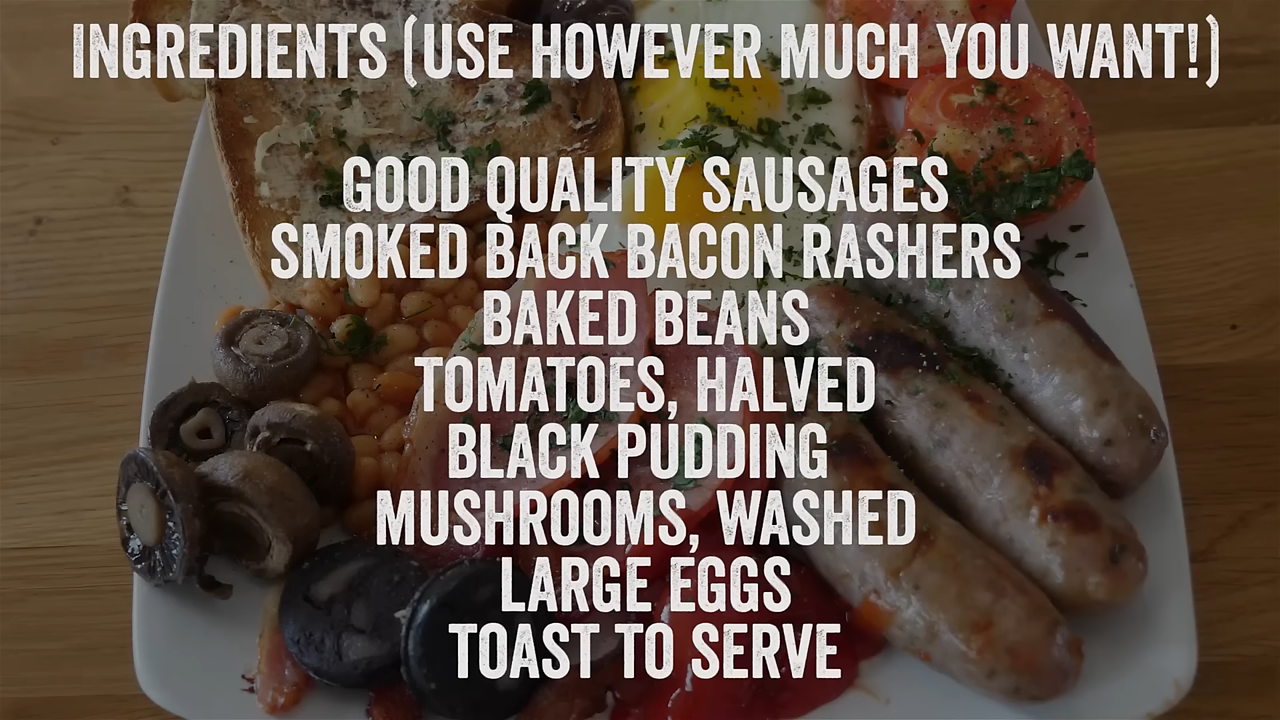 INGREDIENTS (USE HOWEVER MUCH YOU WANT!)
GOOD QUALITY SAUSAGES
SMOKED BACK BACON RASHERS
BAKED BEANS
TOMATOES, HALVED
BLACK PUDDING
MUSHROOMS, WASHED
LARGE EGGS
TOAST TO SERVE